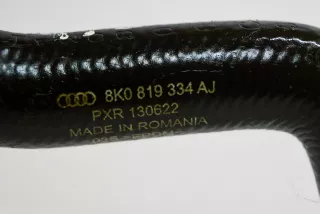 8K0 819 334 AJ
PXR 130622
MADE IN ROMANIA